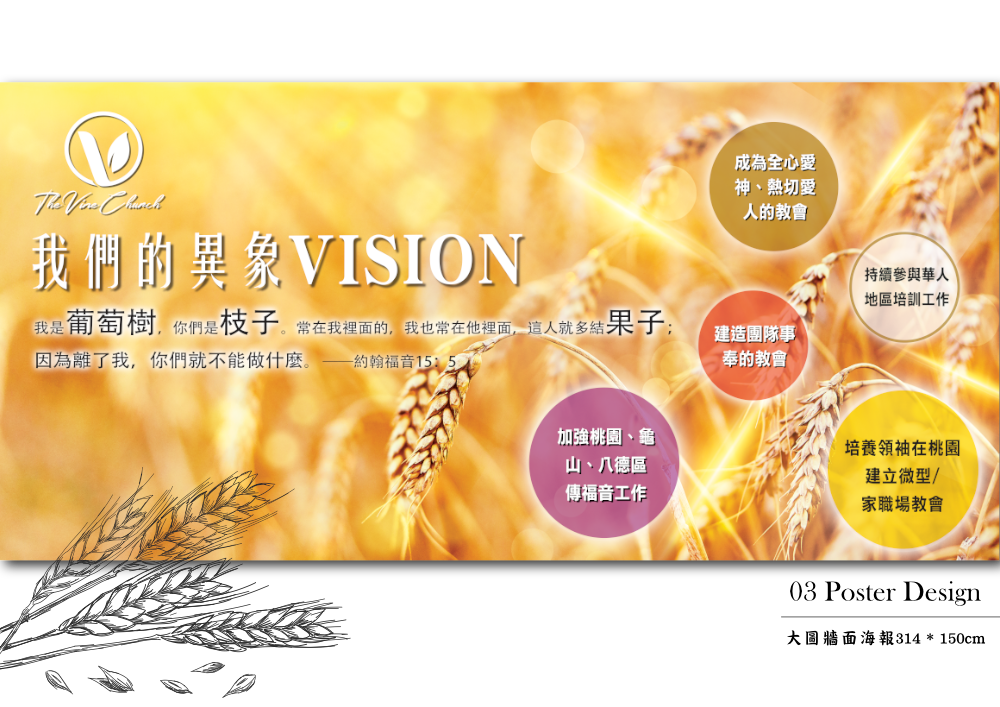 The Vine Church
我們的異象VISION
我是葡萄樹，你們是枝子。常在我裡面的，我也常在他裡面，這人就多結果子；
因為離了我，你們就不能做什麼。——約翰福音15：5
成為全心愛
神、熱切愛
人的教會
持續參與華人
地區培訓工作
建造團隊事
奉的教會
加強桃園、龜
山、八德區
傳福音工作
培養領袖在桃園
建立微型/
家職場教會
03 Poster Design
大圖牆面海報314 * 150cm